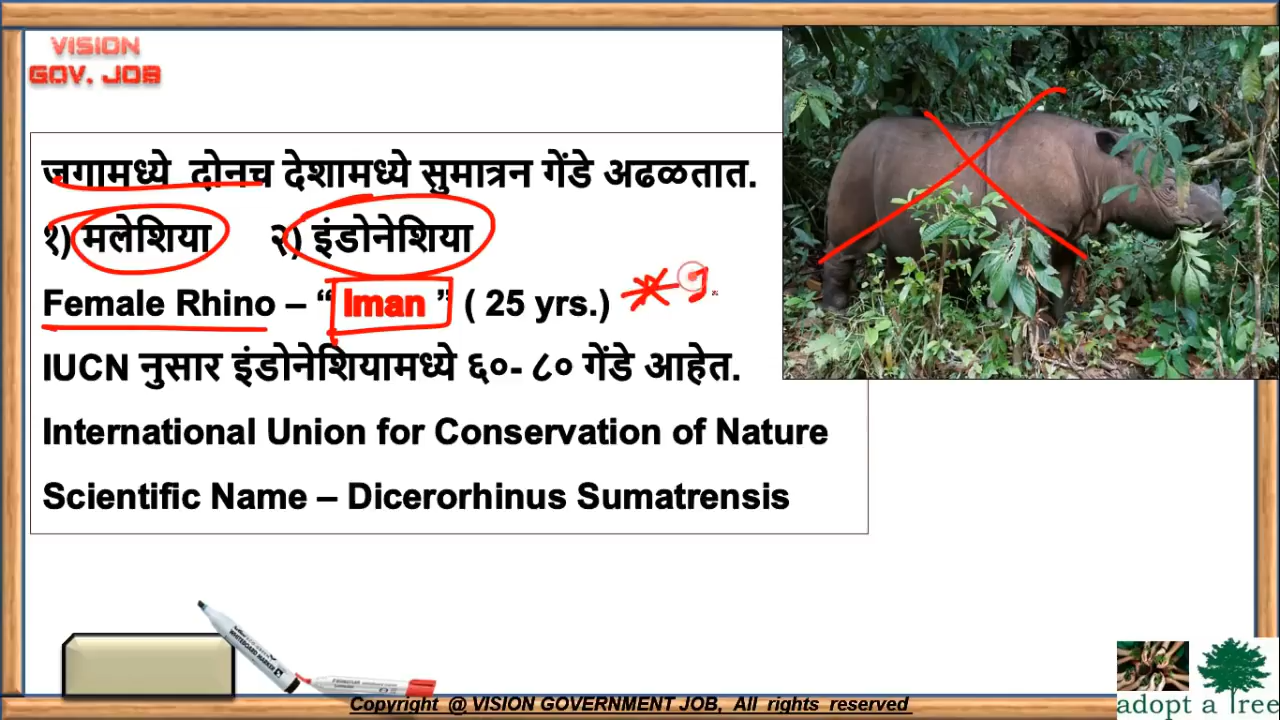 VISION
GOV. JOB
जगामध्ये दोनच देशामध्ये सुमात्रन गेंडे अढळतात.
१) मलेशिया २) इंडोनेशिया
Female Rhino – “ Iman ” ( 25 yrs.)
IUCN नुसार इंडोनेशियामध्ये ६०- ८० गेंडे आहेत.
International Union for Conservation of Nature
Scientific Name – Dicerorhinus Sumatrensis
Copyright @ VISION GOVERNMENT JOB, All rights reserved
adopt a Tree